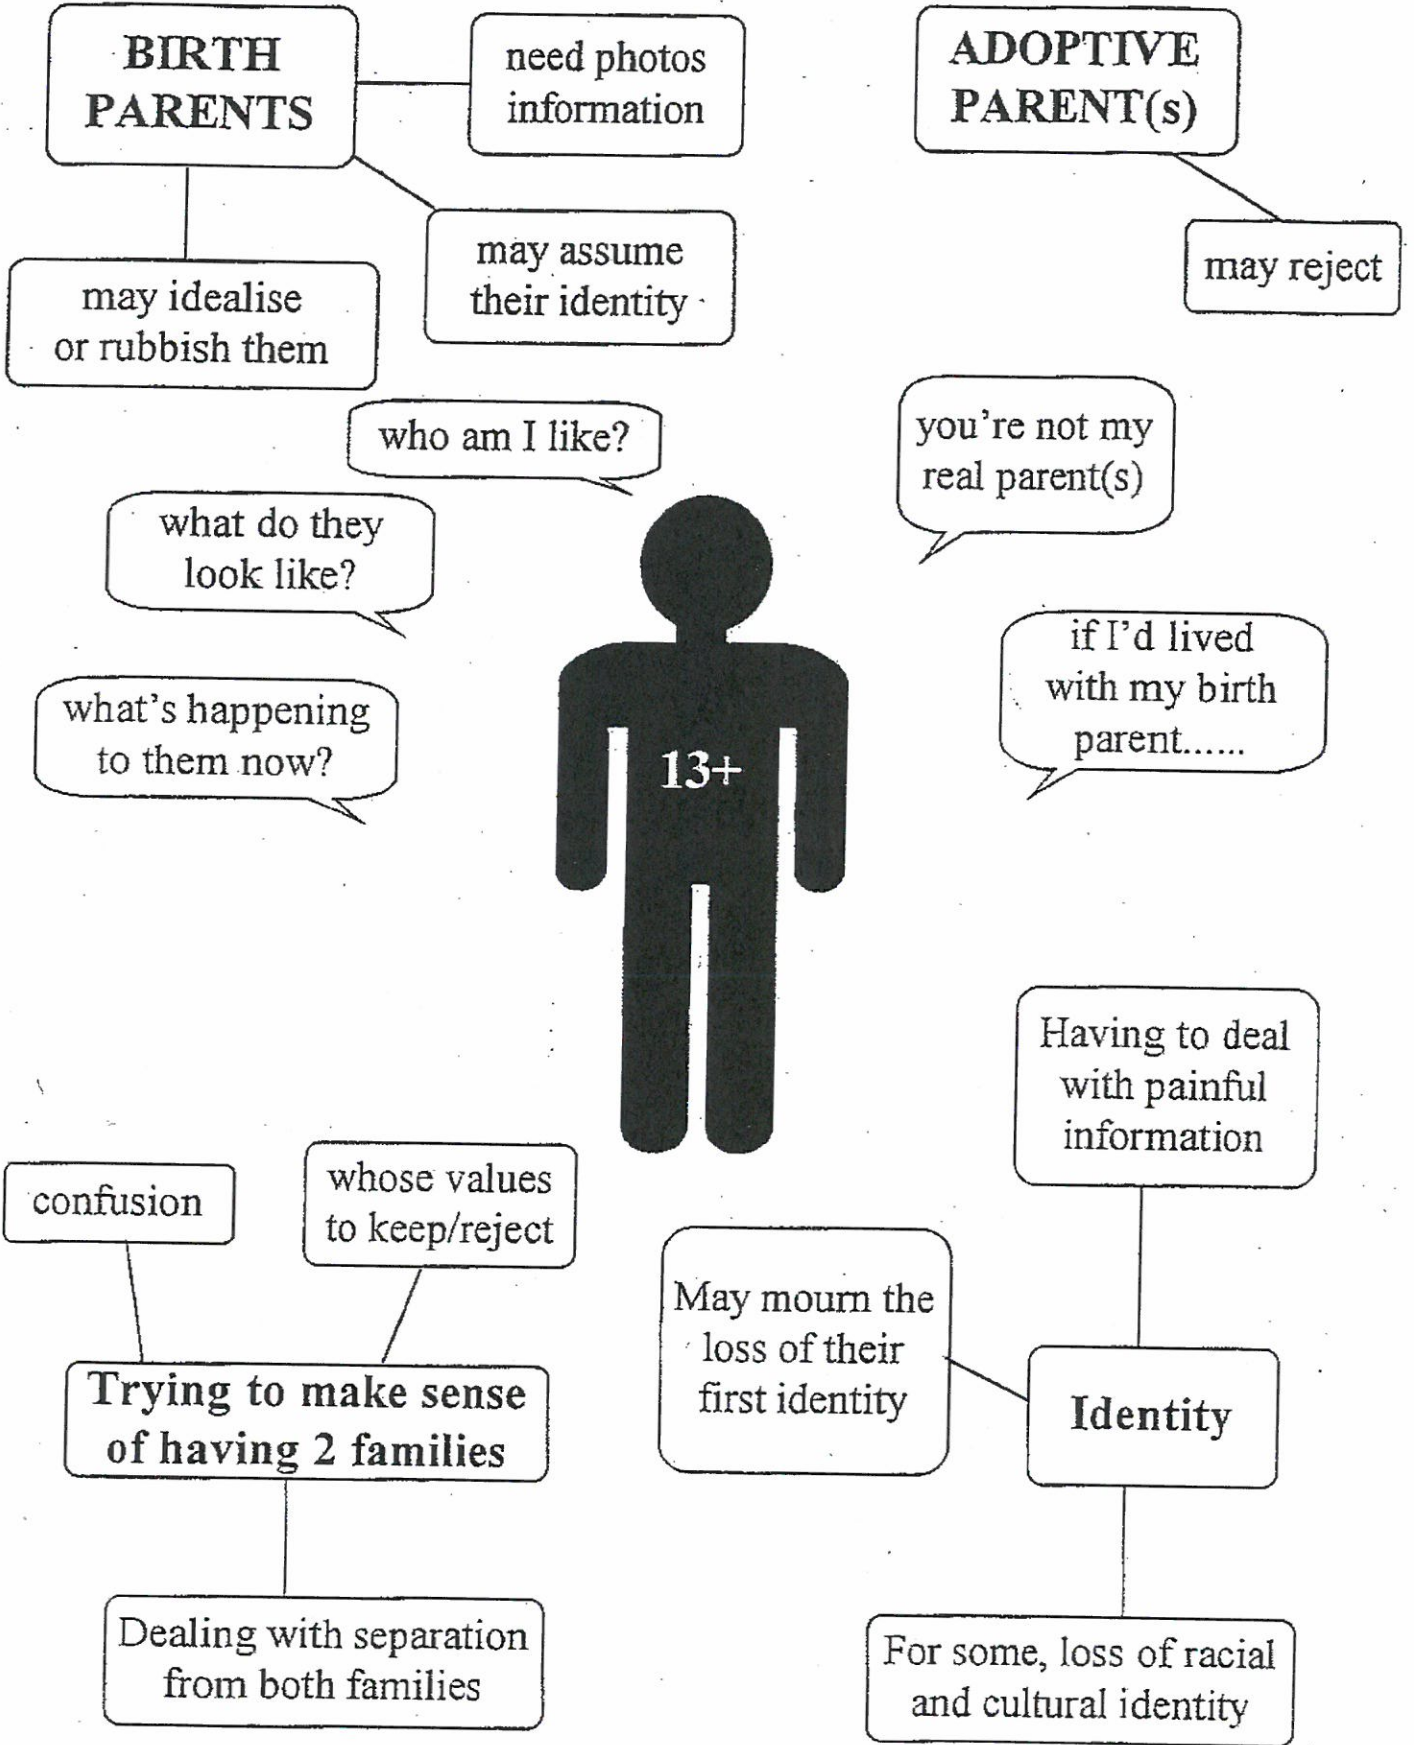 BIRTH
PARENTS
need photos
information
ADOPTIVE
PARENT(s)
may assume
their identity
may reject
may idealise
or rubbish them
who am I like?
you're not my
real parent(s)
what do they
look like?
if I'd lived
with my birth
parent......
what's happening
to them now?
13+
Having to deal
with painful
information
confusion
whose values
to keep/reject
May mourn the
loss of their
first identity
Trying to make sense
of having 2 families
Identity
Dealing with separation
from both families
For some, loss of racial
and cultural identity